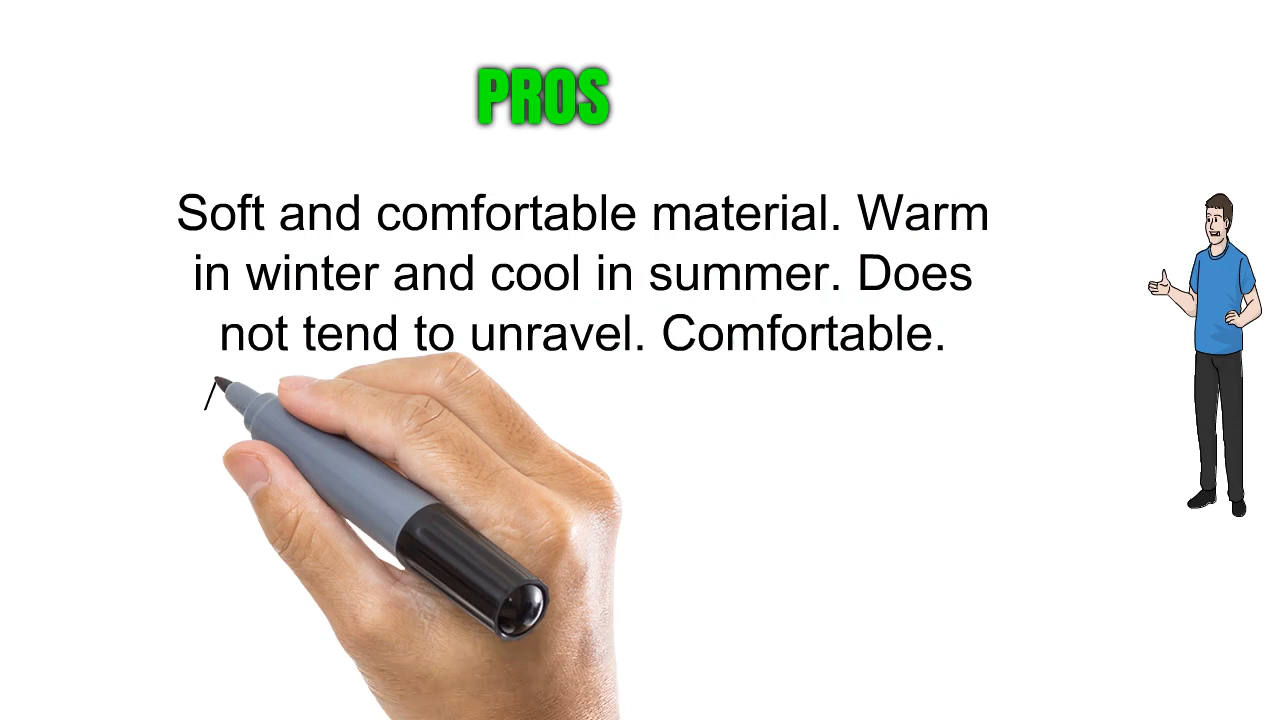 PROS
Soft and comfortable material. Warm
in winter and cool in summer. Does
not tend to unravel. Comfortable.